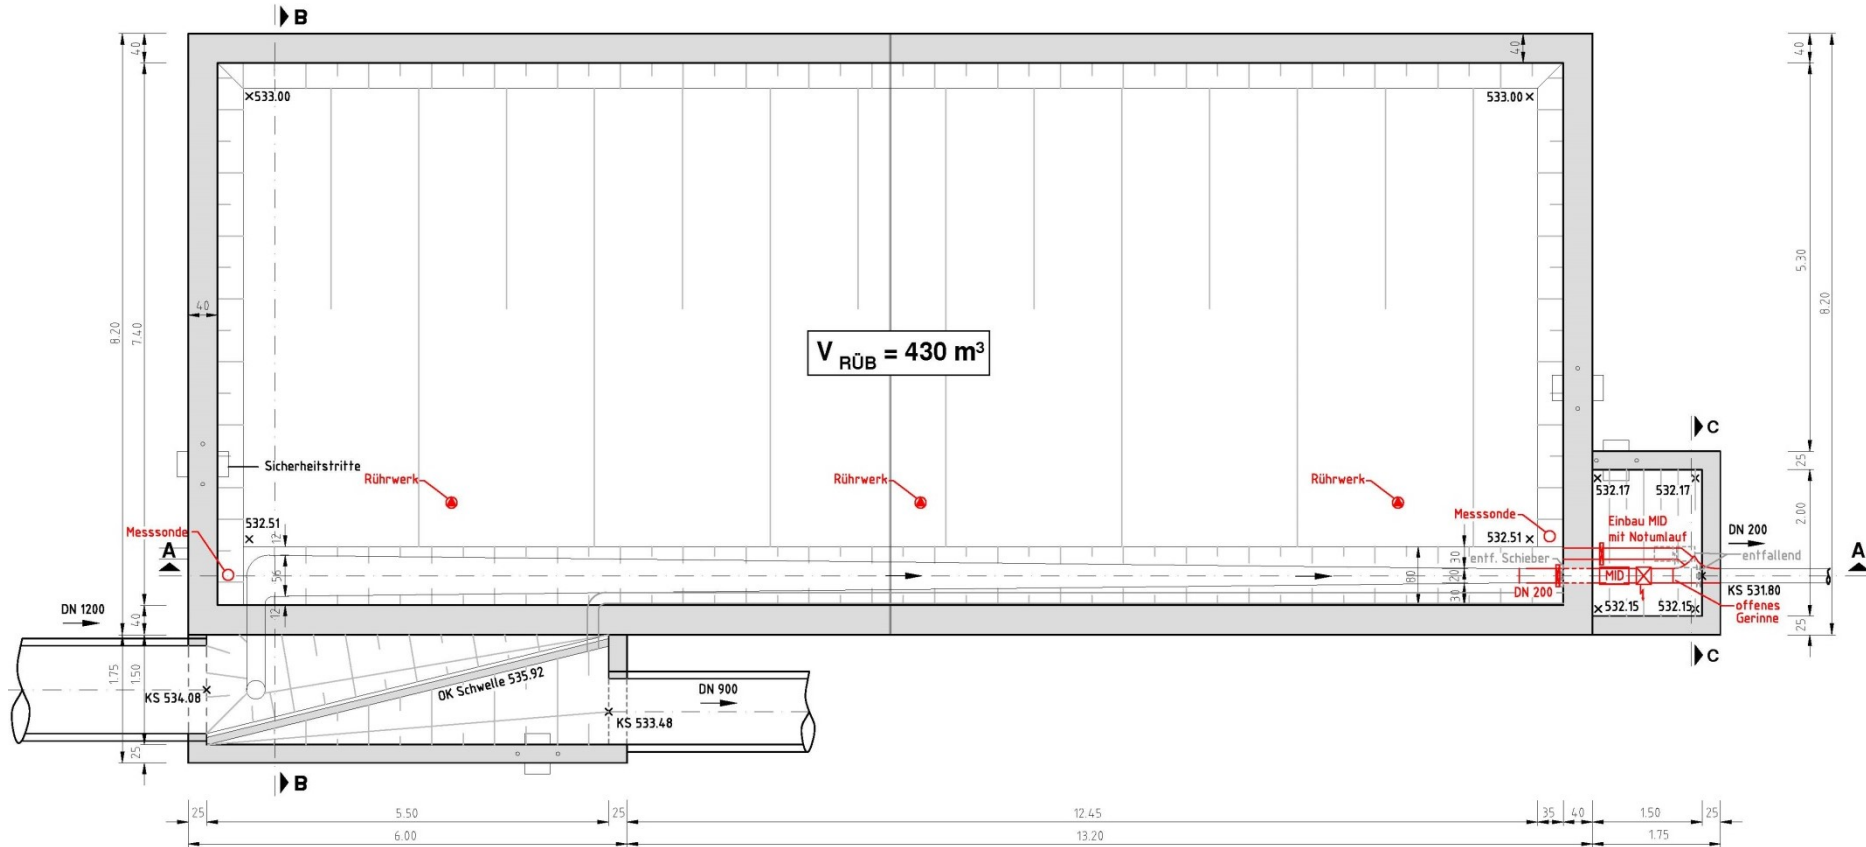 B
40
8.20
7.40
40
533.00
533.00
40
5.30
8.20
40
V RÜB = 430 m³
C
Sicherheitstritte
Rührwerk
Rührwerk
Rührwerk
25
532.17
532.17
532.51
12
Messsonde
Messsonde
532.51
Einbau MID
mit Notumlauf
2.00
DN 200
A
A
56
80
30
20
30
entf. Schieber
entfallend
MID
DN 200
KS 531.80
532.15
532.15
offenes
Gerinne
12
40
25
DN 1200
C
1.75
1.50
KS 534.08
OK Schwelle 535.92
DN 900
KS 533.48
25
B
25
5.50
25
12.45
35
40
1.50
25
6.00
13.20
1.75